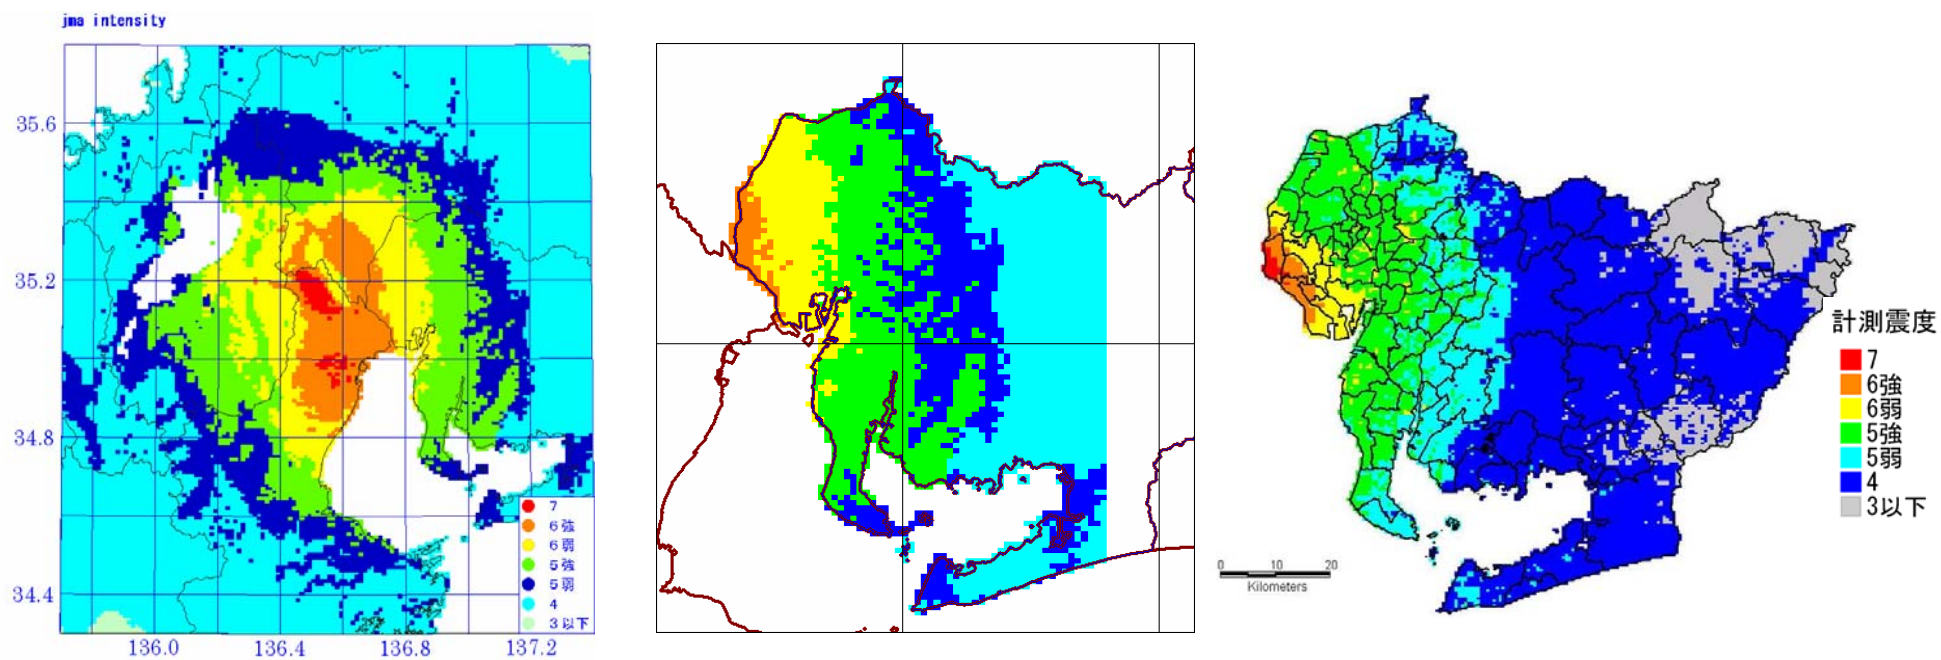 jma intensity
35.6
35.2
34.8
34.4
136.0 136.4 136.8 137.2
7
6強
6弱
5強
5弱
4
3以下
計測震度
7
6強
6弱
5強
5弱
4
3以下
0 10 20
Kilometers